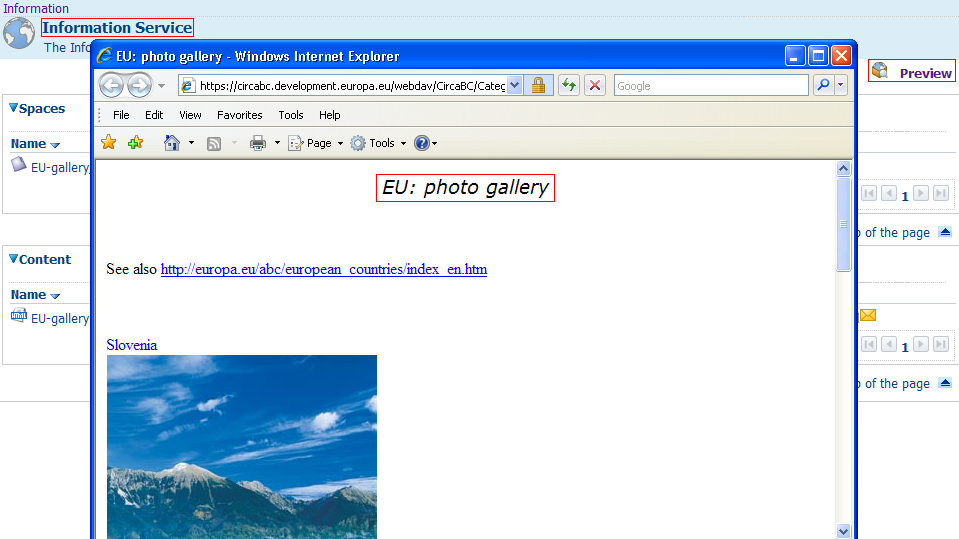 Information
Information Service
The Info
EU: photo gallery - Windows Internet Explorer
https://circabc.development.europa.eu/webdav/CircaBC/Categ
Google
Preview
File Edit View Favorites Tools Help
Page Tools
Spaces
Name
EU-gallery
1
of the page
EU: photo gallery
See also http://europa.eu/abc/european_countries/index_en.htm
Content
Name
EU-gallery
1
of the page
Slovenia